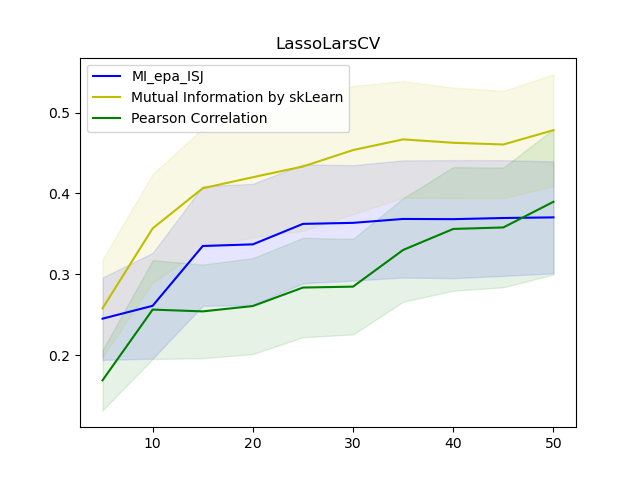 LassoLarsCV
MI_epa_ISJ
Mutual Information by skLearn
Pearson Correlation
0.5
0.4
0.3
0.2
10 20 30 40 50